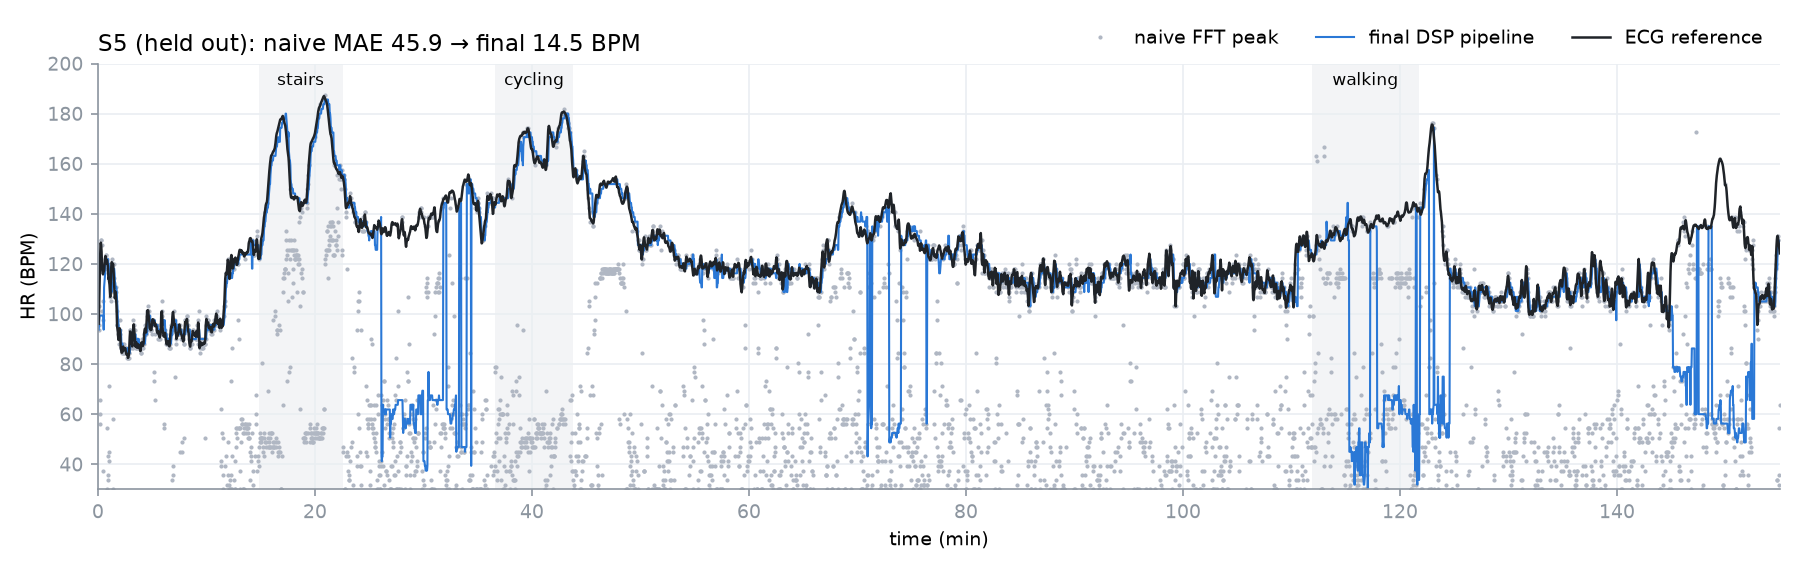 S5 (held out): naive MAE 45.9 → final 14.5 BPM
naive FFT peak
final DSP pipeline
ECG reference
stairs
cycling
walking
HR (BPM)
200
180
160
140
120
100
80
60
40
0
20
40
60
80
100
120
140
time (min)